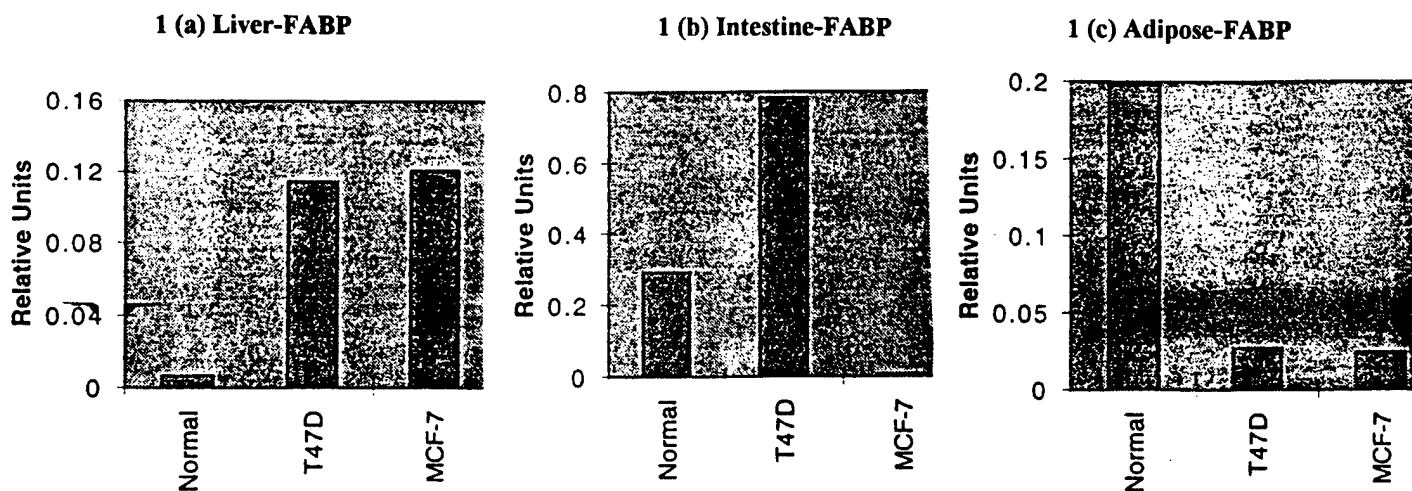 1 (a) Liver-FABP
Relative Units
0.16
0.12
0.08
0.04
0
Normal
T47D
MCF-7
1 (b) Intestine-FABP
Relative Units
0.8
0.6
0.4
0.2
0
Normal
T47D
MCF-7
1 (c) Adipose-FABP
Relative Units
0.2
0.15
0.1
0.05
0
Normal
T47D
MCF-7